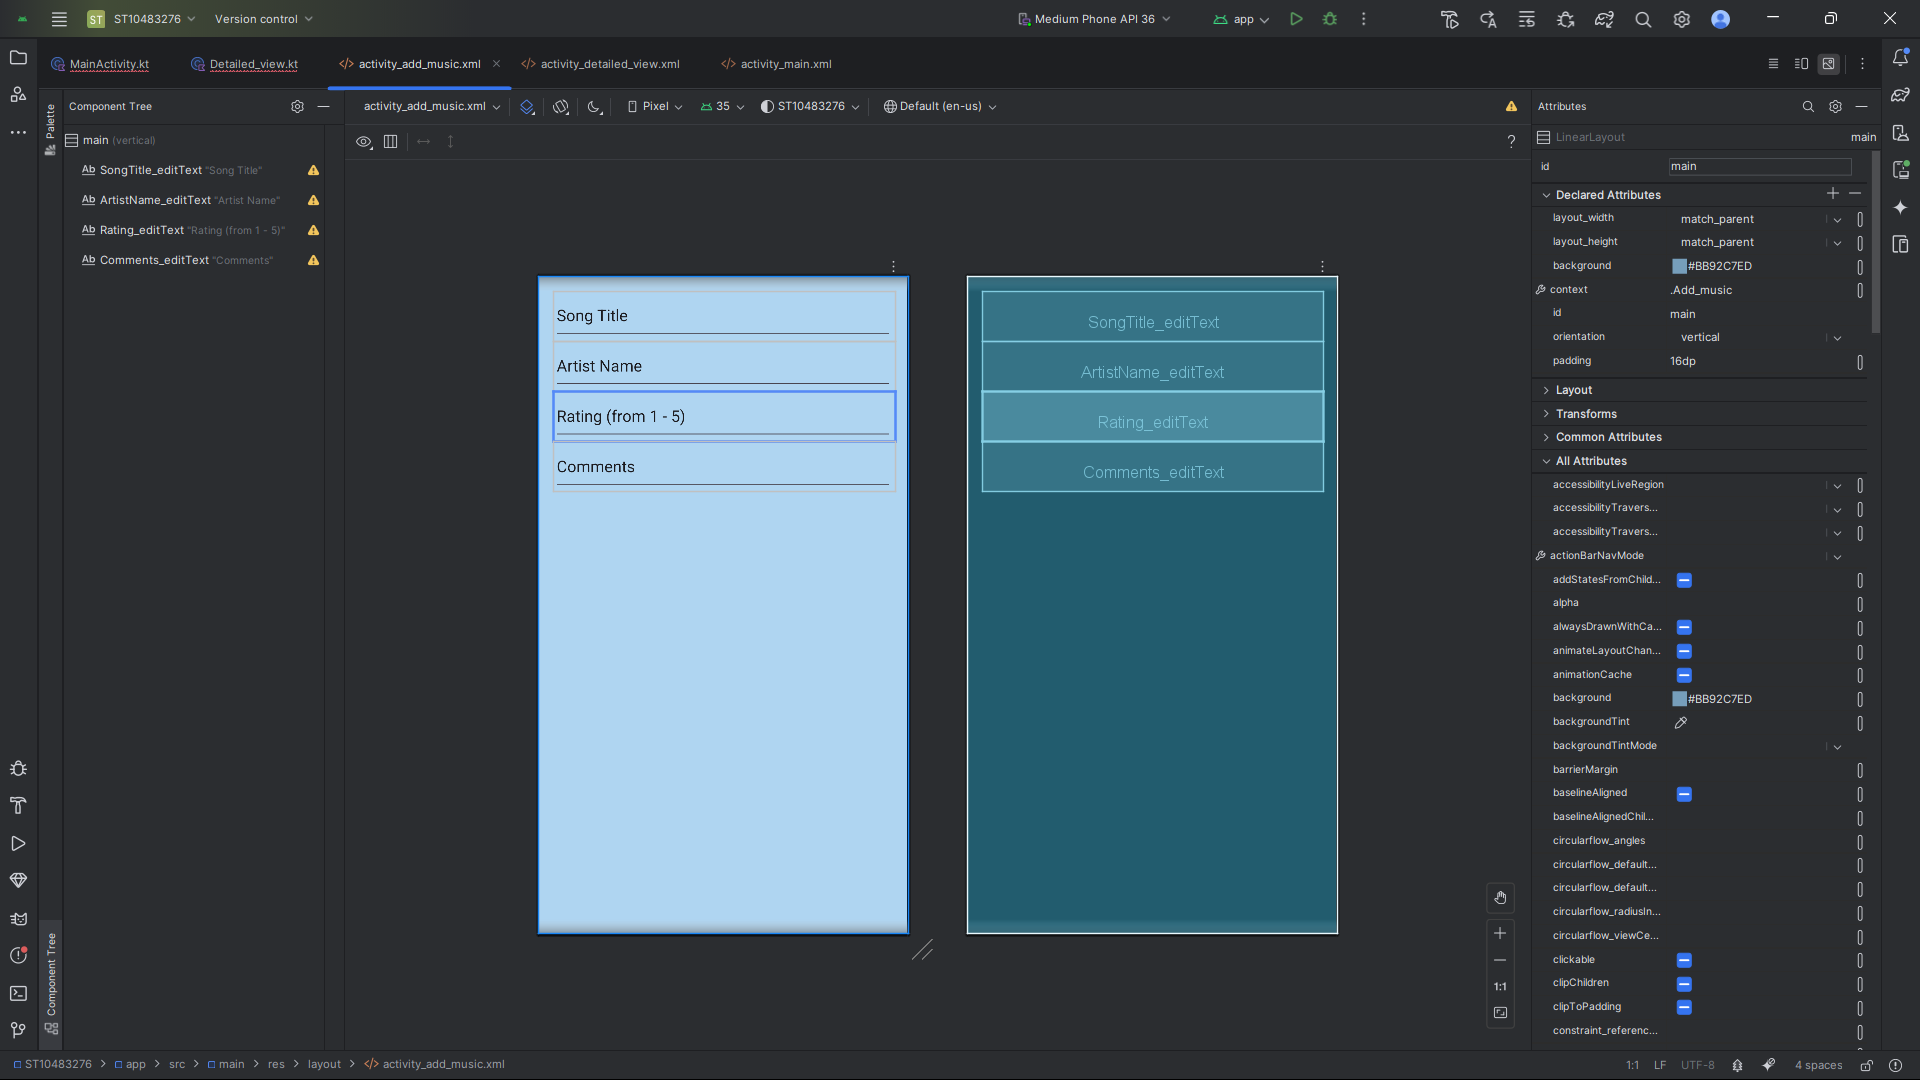 ST ST10483276 Version control Medium Phone API 36 app
MainActivity.kt Detailed_view.kt activity_add_music.xml activity_detailed_view.xml activity_main.xml
Palette
Component Tree
activity_add_music.xml Pixel 35 ST10483276 Default (en-us)
Attributes
?
main (vertical)
Ab SongTitle_editText "Song Title"
Ab ArtistName_editText "Artist Name"
Ab Rating_editText "Rating (from 1 - 5)"
Ab Comments_editText "Comments"
Song Title
Artist Name
Rating (from 1 - 5)
Comments
SongTitle_editText
ArtistName_editText
Rating_editText
Comments_editText
LinearLayout main
id main
Declared Attributes
layout_width match_parent
layout_height match_parent
background #BB92C7ED
context .Add_music
id main
orientation vertical
padding 16dp
Layout
Transforms
Common Attributes
All Attributes
accessibilityLiveRegion
accessibilityTravers...
accessibilityTravers...
actionBarNavMode
addStatesFromChild...
alpha
alwaysDrawnWithCa...
animateLayoutChan...
animationCache
background #BB92C7ED
backgroundTint
backgroundTintMode
barrierMargin
baselineAligned
baselineAlignedChil...
circularflow_angles
circularflow_default...
circularflow_default...
circularflow_radiusIn...
circularflow_viewCe...
clickable
clipChildren
clipToPadding
constraint_referenc...
1:1
Component Tree
ST10483276 > app > src > main > res > layout > activity_add_music.xml
1:1 LF UTF-8 4 spaces